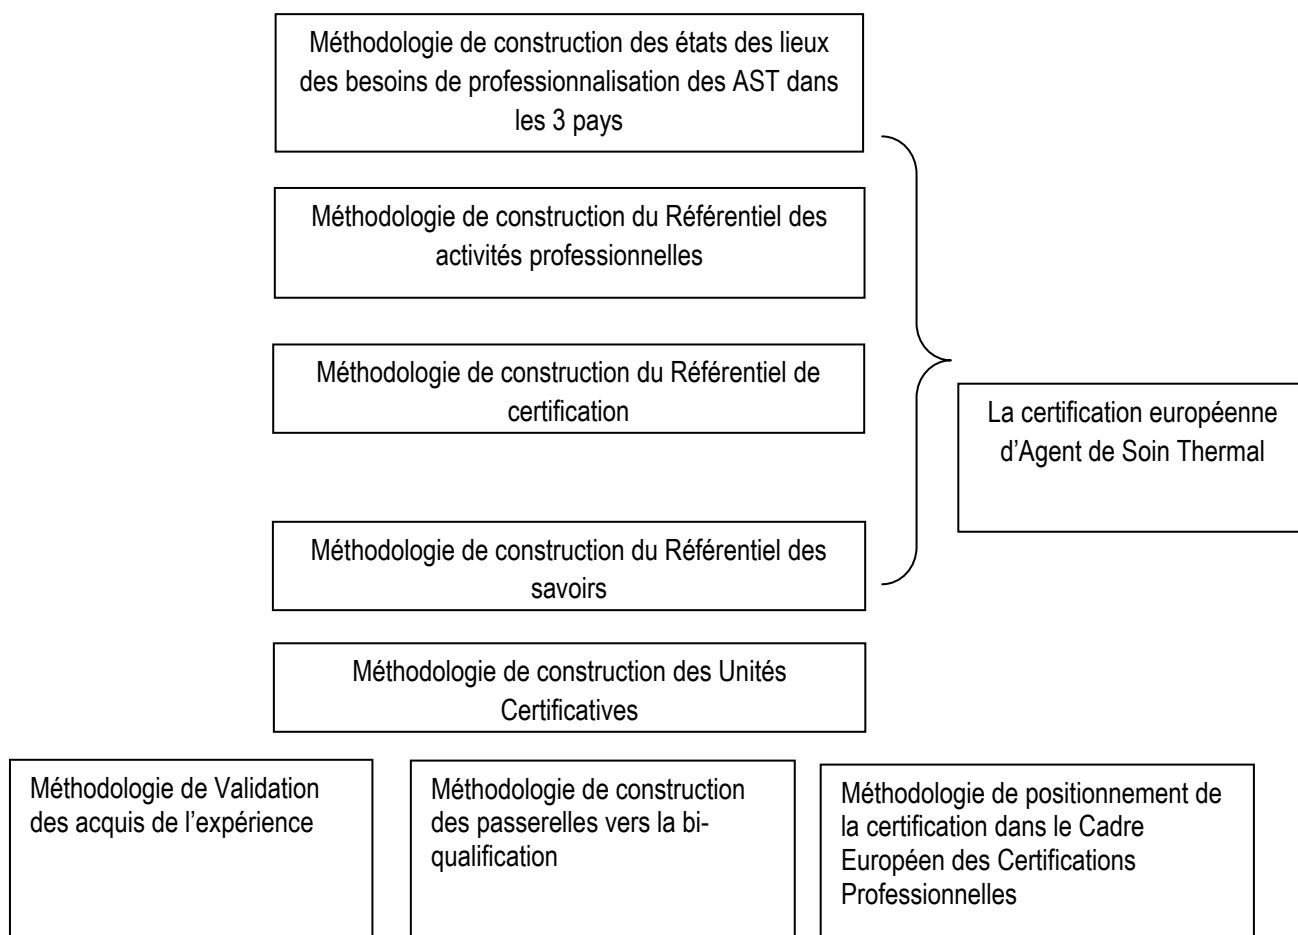 Méthodologie de construction des états des lieux
des besoins de professionnalisation des AST dans
les 3 pays
Méthodologie de construction du Référentiel des
activités professionnelles
Méthodologie de construction du Référentiel de
certification
La certification européenne
d’Agent de Soin Thermal
Méthodologie de construction du Référentiel des
savoirs
Méthodologie de construction des Unités
Certificatives
Méthodologie de Validation
des acquis de l’expérience
Méthodologie de construction
des passerelles vers la bi-
qualification
Méthodologie de positionnement de
la certification dans le Cadre
Européen des Certifications
Professionnelles